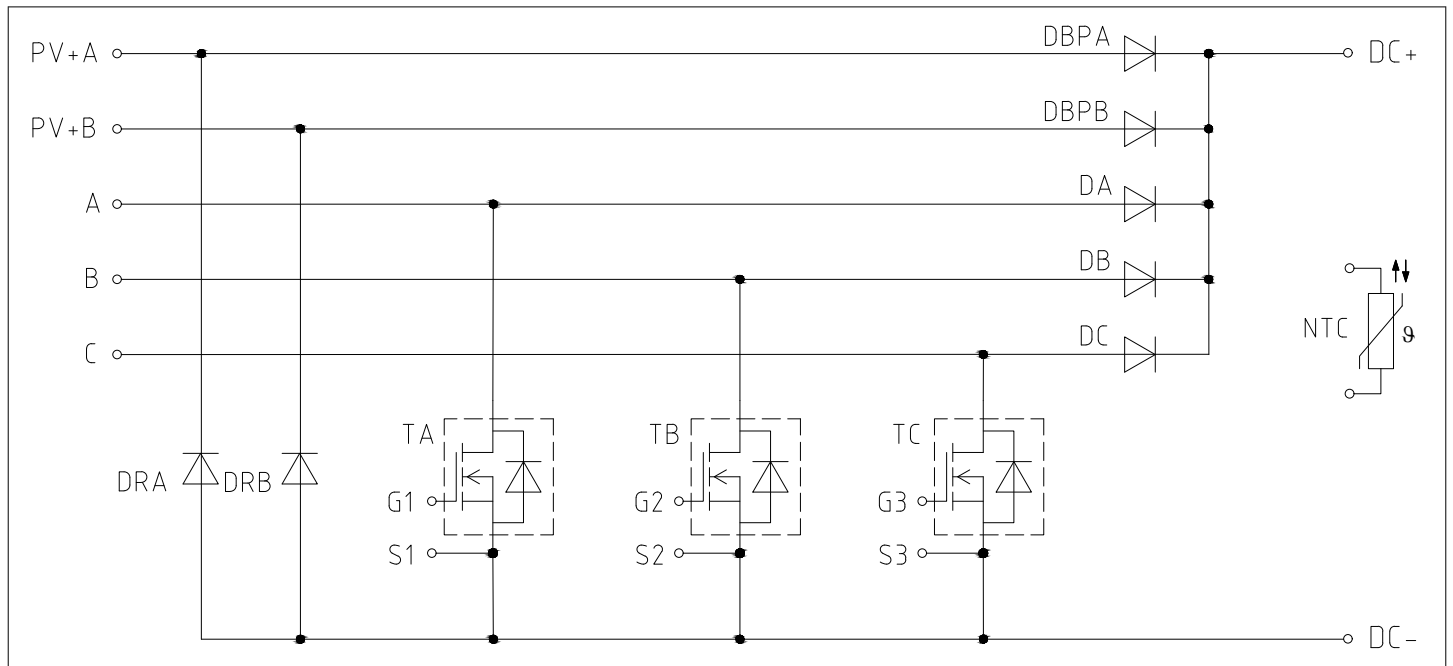 DBPA
PV+A
DC+
DBPB
PV+B
DA
A
DB
B
DC
NTC
ϑ
C
TA
TB
TC
DRA
DRB
G1
G2
G3
S1
S2
S3
DC-